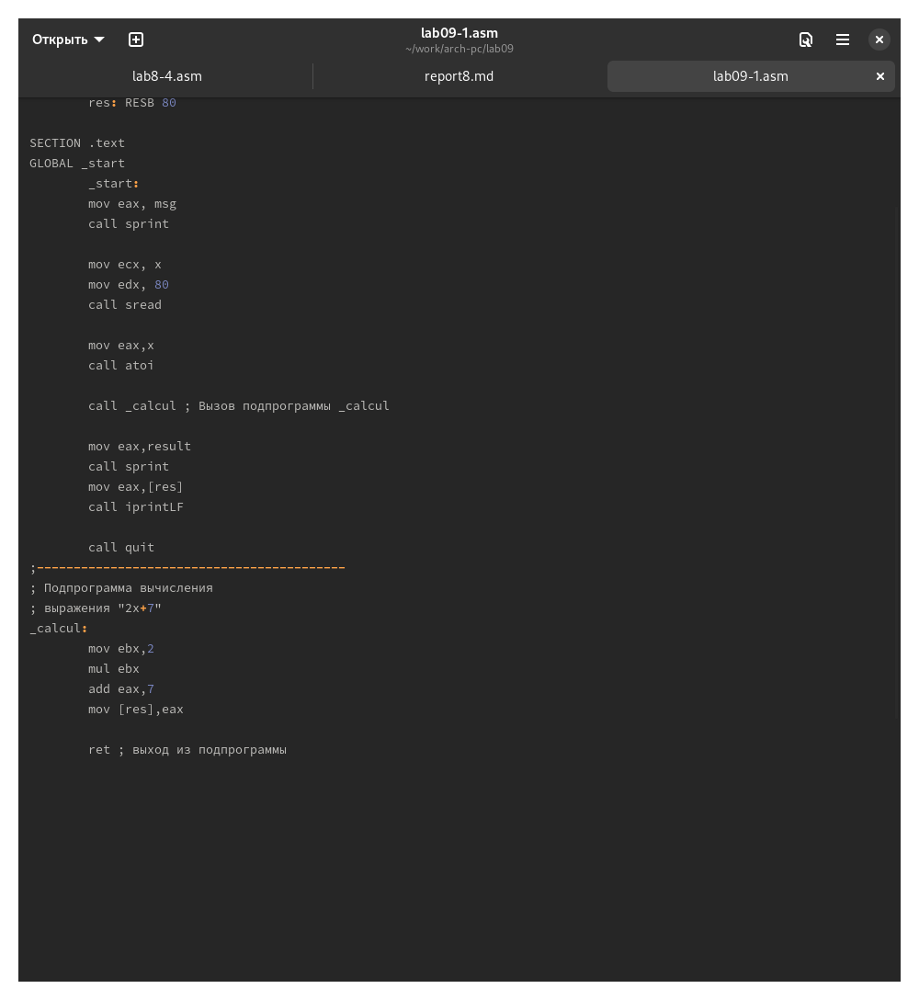 Открыть
lab09-1.asm
~/work/arch-pc/lab09
lab8-4.asm
report8.md
lab09-1.asm
res: RESB 80
SECTION .text
GLOBAL _start
_start:
mov eax, msg
call sprint
mov ecx, x
mov edx, 80
call sread
mov eax,x
call atoi
call _calcul ; Вызов подпрограммы _calcul
mov eax,result
call sprint
mov eax,[res]
call iprintLF
call quit
;------------------------------------------
; Подпрограмма вычисления
; выражения "2x+7"
_calcul:
mov ebx,2
mul ebx
add eax,7
mov [res],eax
ret ; выход из подпрограммы